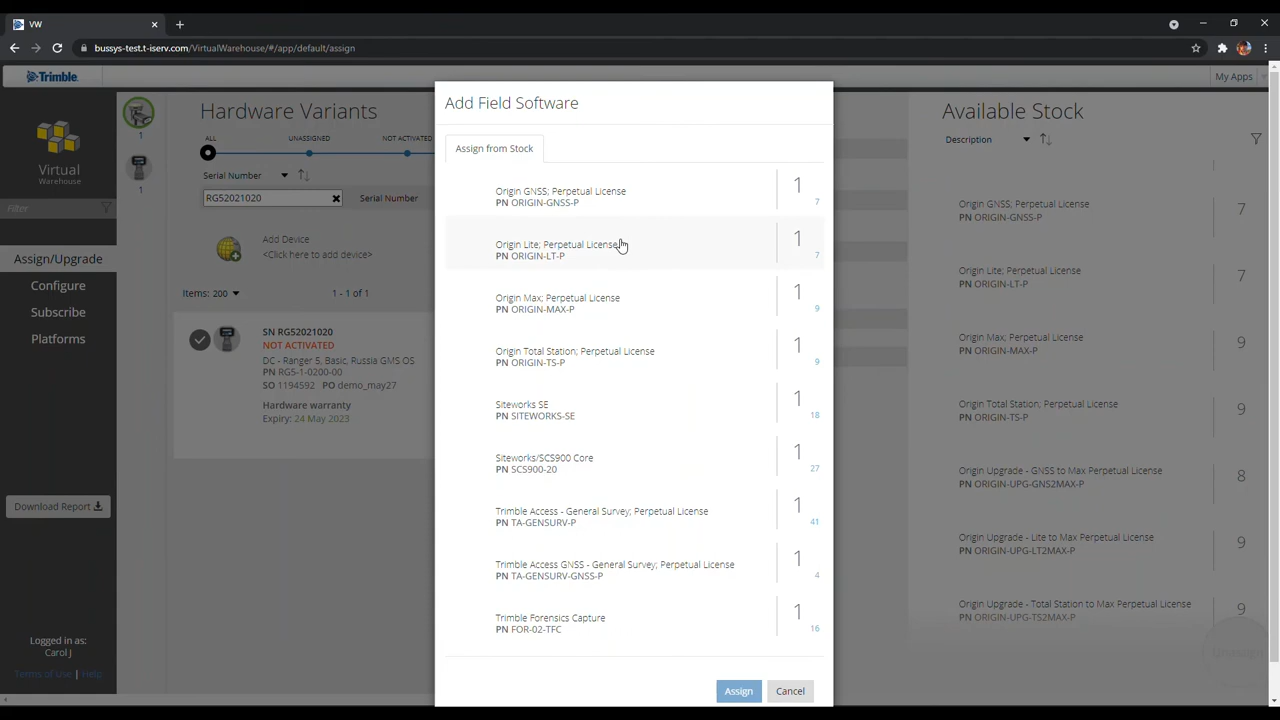 VW
bussys-test.t-iserv.com/VirtualWarehouse/#/app/default/assign
Trimble
My Apps
Virtual
Warehouse
Filter
Assign/Upgrade
Configure
Subscribe
Platforms
Download Report
Logged in as:
Carol J
Terms of Use | Help
1
1
Hardware Variants
ALL
UNASSIGNED
NOT ACTIVATED
Serial Number
RG52021020
Serial Number
Add Device
<Click here to add device>
Items: 200
1 - 1 of 1
SN RG52021020
NOT ACTIVATED
DC - Ranger 5, Basic, Russia GMS OS
PN RG5-1-0200-00
SO 1194592 PO demo_may27
Hardware warranty
Expiry: 24 May 2023
Add Field Software
Assign from Stock
Origin GNSS; Perpetual License
PN ORIGIN-GNSS-P
1
7
Origin Lite; Perpetual License
PN ORIGIN-LT-P
1
7
Origin Max; Perpetual License
PN ORIGIN-MAX-P
1
9
Origin Total Station; Perpetual License
PN ORIGIN-TS-P
1
9
Siteworks SE
PN SITEWORKS-SE
1
18
Siteworks/SCS900 Core
PN SCS900-20
1
27
Trimble Access - General Survey; Perpetual License
PN TA-GENSURV-P
1
41
Trimble Access GNSS - General Survey; Perpetual License
PN TA-GENSURV-GNSS-P
1
4
Trimble Forensics Capture
PN FOR-02-TFC
1
16
Assign
Cancel
Available Stock
Description
Origin GNSS; Perpetual License
PN ORIGIN-GNSS-P
7
Origin Lite; Perpetual License
PN ORIGIN-LT-P
7
Origin Max; Perpetual License
PN ORIGIN-MAX-P
9
Origin Total Station; Perpetual License
PN ORIGIN-TS-P
9
Origin Upgrade - GNSS to Max Perpetual License
PN ORIGIN-UPG-GNS2MAX-P
8
Origin Upgrade - Lite to Max Perpetual License
PN ORIGIN-UPG-LT2MAX-P
9
Origin Upgrade - Total Station to Max Perpetual License
PN ORIGIN-UPG-TS2MAX-P
9